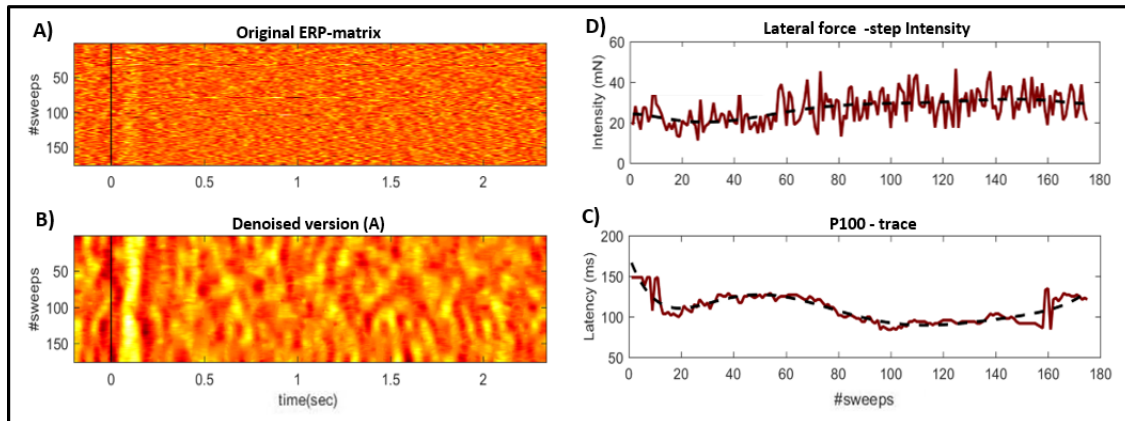 A)
Original ERP-matrix
#sweeps
50
100
150
0 0.5 1 1.5 2
B)
Denoised version (A)
#sweeps
50
100
150
0 0.5 1 1.5 2
time(sec)
D)
Lateral force -step Intensity
Intensity (mN)
60
40
20
0
0 20 40 60 80 100 120 140 160 180
C)
P100 - trace
Latency (ms)
200
150
100
50
0 20 40 60 80 100 120 140 160 180
#sweeps